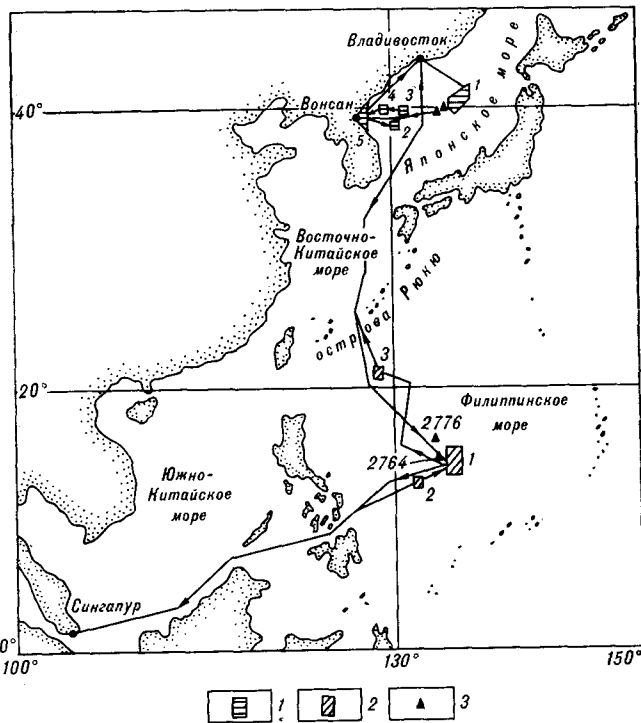 Владивосток
1
4
3
40°
Вонсан
2
5
Японское море
Восточно-
Китайское
море
острова Рюкю
3
20°
Филиппинское
море
2776
2764
1
2
Южно-
Китайское
море
Сингапур
0°
100°
130°
150°
1
2
3